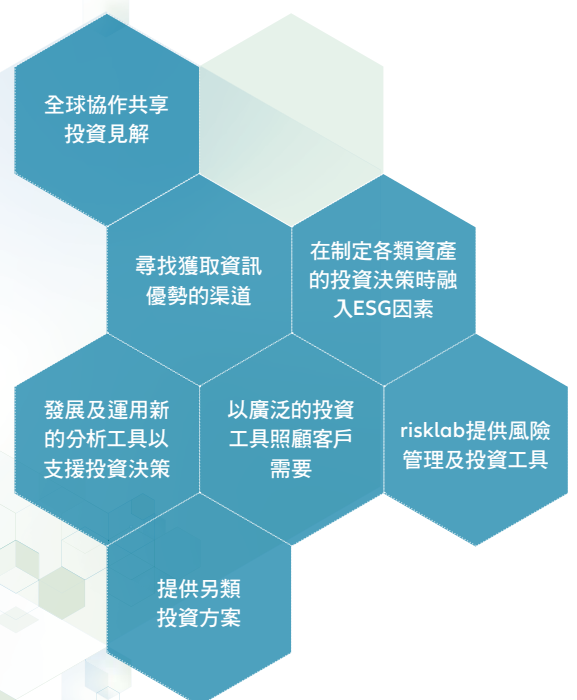 全球協作共享
投資見解
尋找獲取資訊
優勢的渠道
在制定各類資產
的投資決策時融
入ESG因素
發展及運用新
的分析工具以
支援投資決策
以廣泛的投資
工具照顧客戶
需要
risklab提供風險
管理及投資工具
提供另類
投資方案